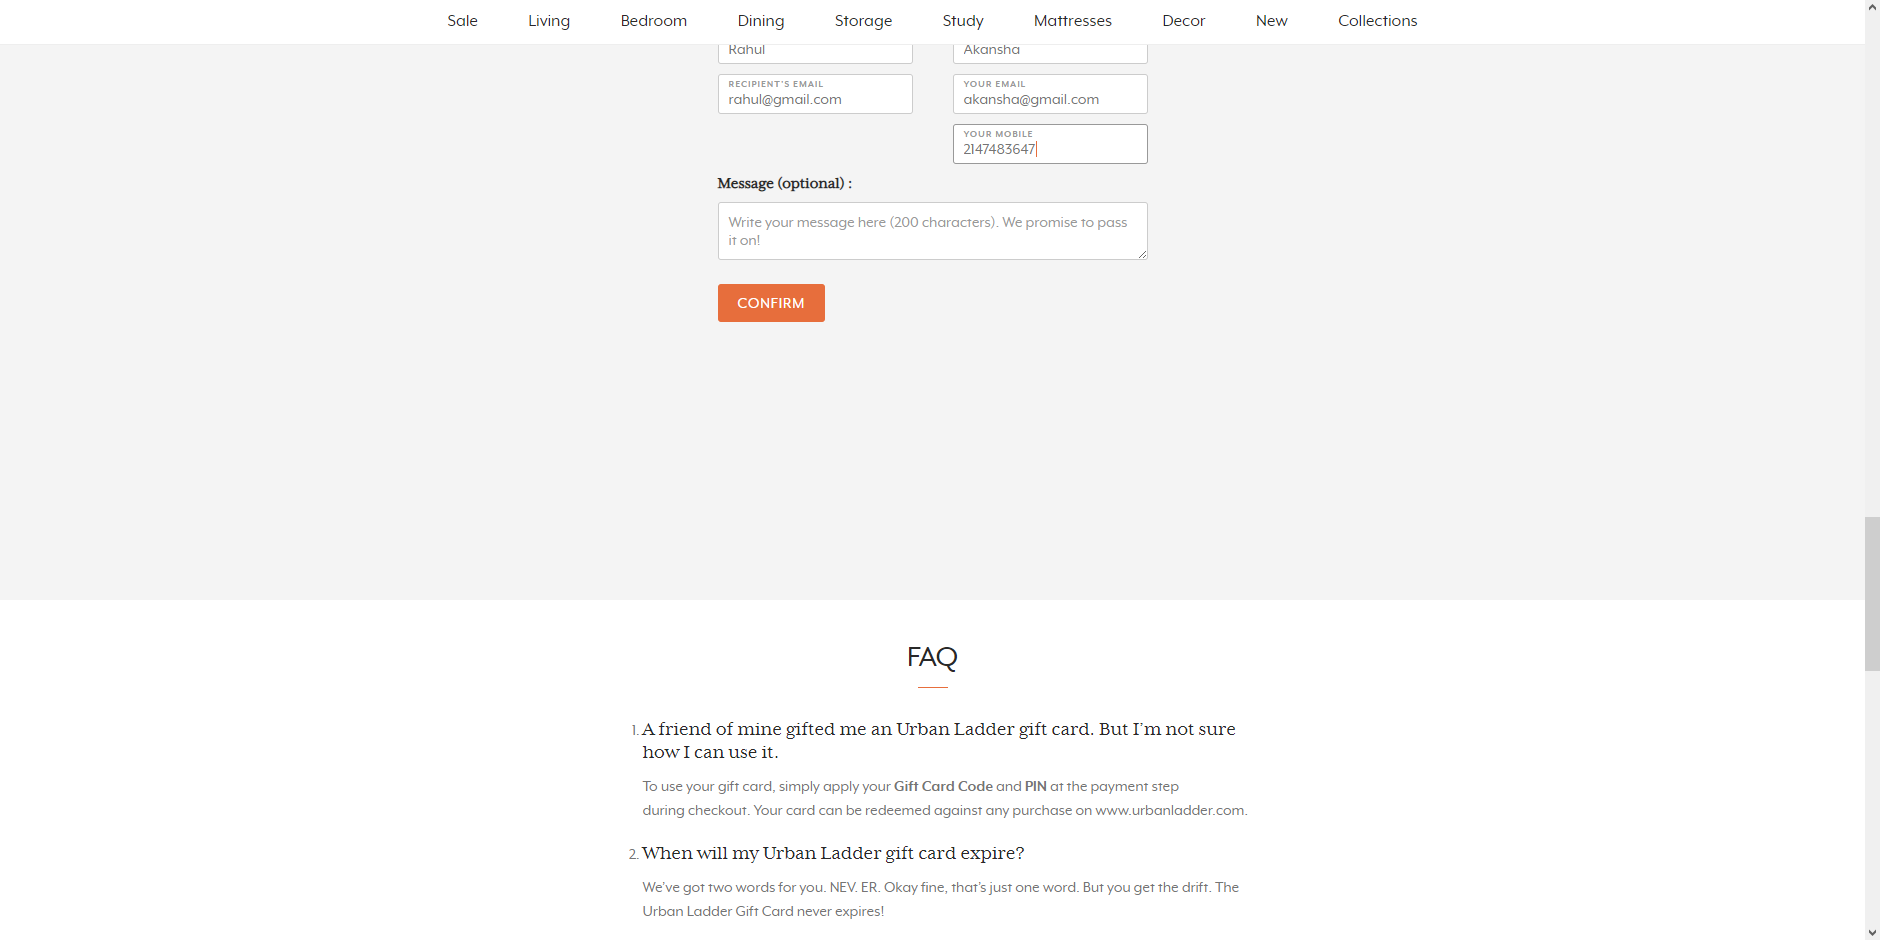 Sale Living Bedroom Dining Storage Study Mattresses Decor New Collections
Rahul Akansha
RECIPIENT'S EMAIL YOUR EMAIL
rahul@gmail.com akansha@gmail.com
YOUR MOBILE
2147483647
Message (optional) :
Write your message here (200 characters). We promise to pass
it on!
CONFIRM
FAQ
1. A friend of mine gifted me an Urban Ladder gift card. But I'm not sure
how I can use it.
To use your gift card, simply apply your Gift Card Code and PIN at the payment step
during checkout. Your card can be redeemed against any purchase on www.urbanladder.com.
2. When will my Urban Ladder gift card expire?
We've got two words for you. NEV. ER. Okay fine, that's just one word. But you get the drift. The
Urban Ladder Gift Card never expires!